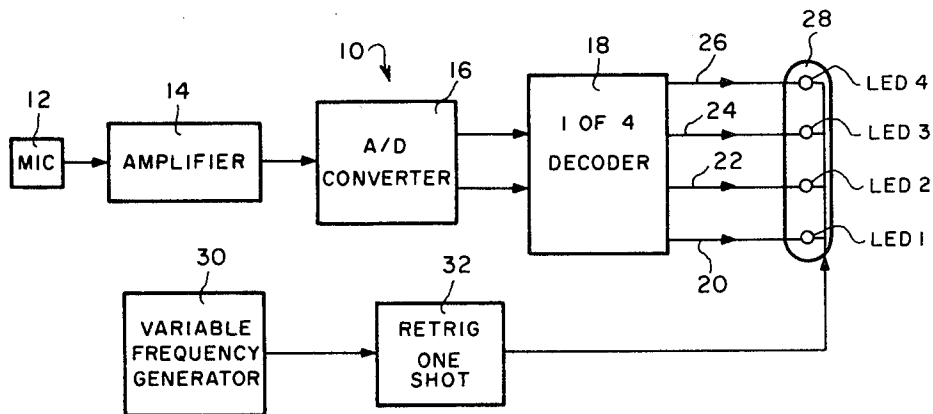 10
12
MIC
14
AMPLIFIER
16
A/D
CONVERTER
18
1 OF 4
DECODER
26
24
22
20
28
LED 4
LED 3
LED 2
LED 1
30
VARIABLE
FREQUENCY
GENERATOR
32
RETRIG
ONE
SHOT